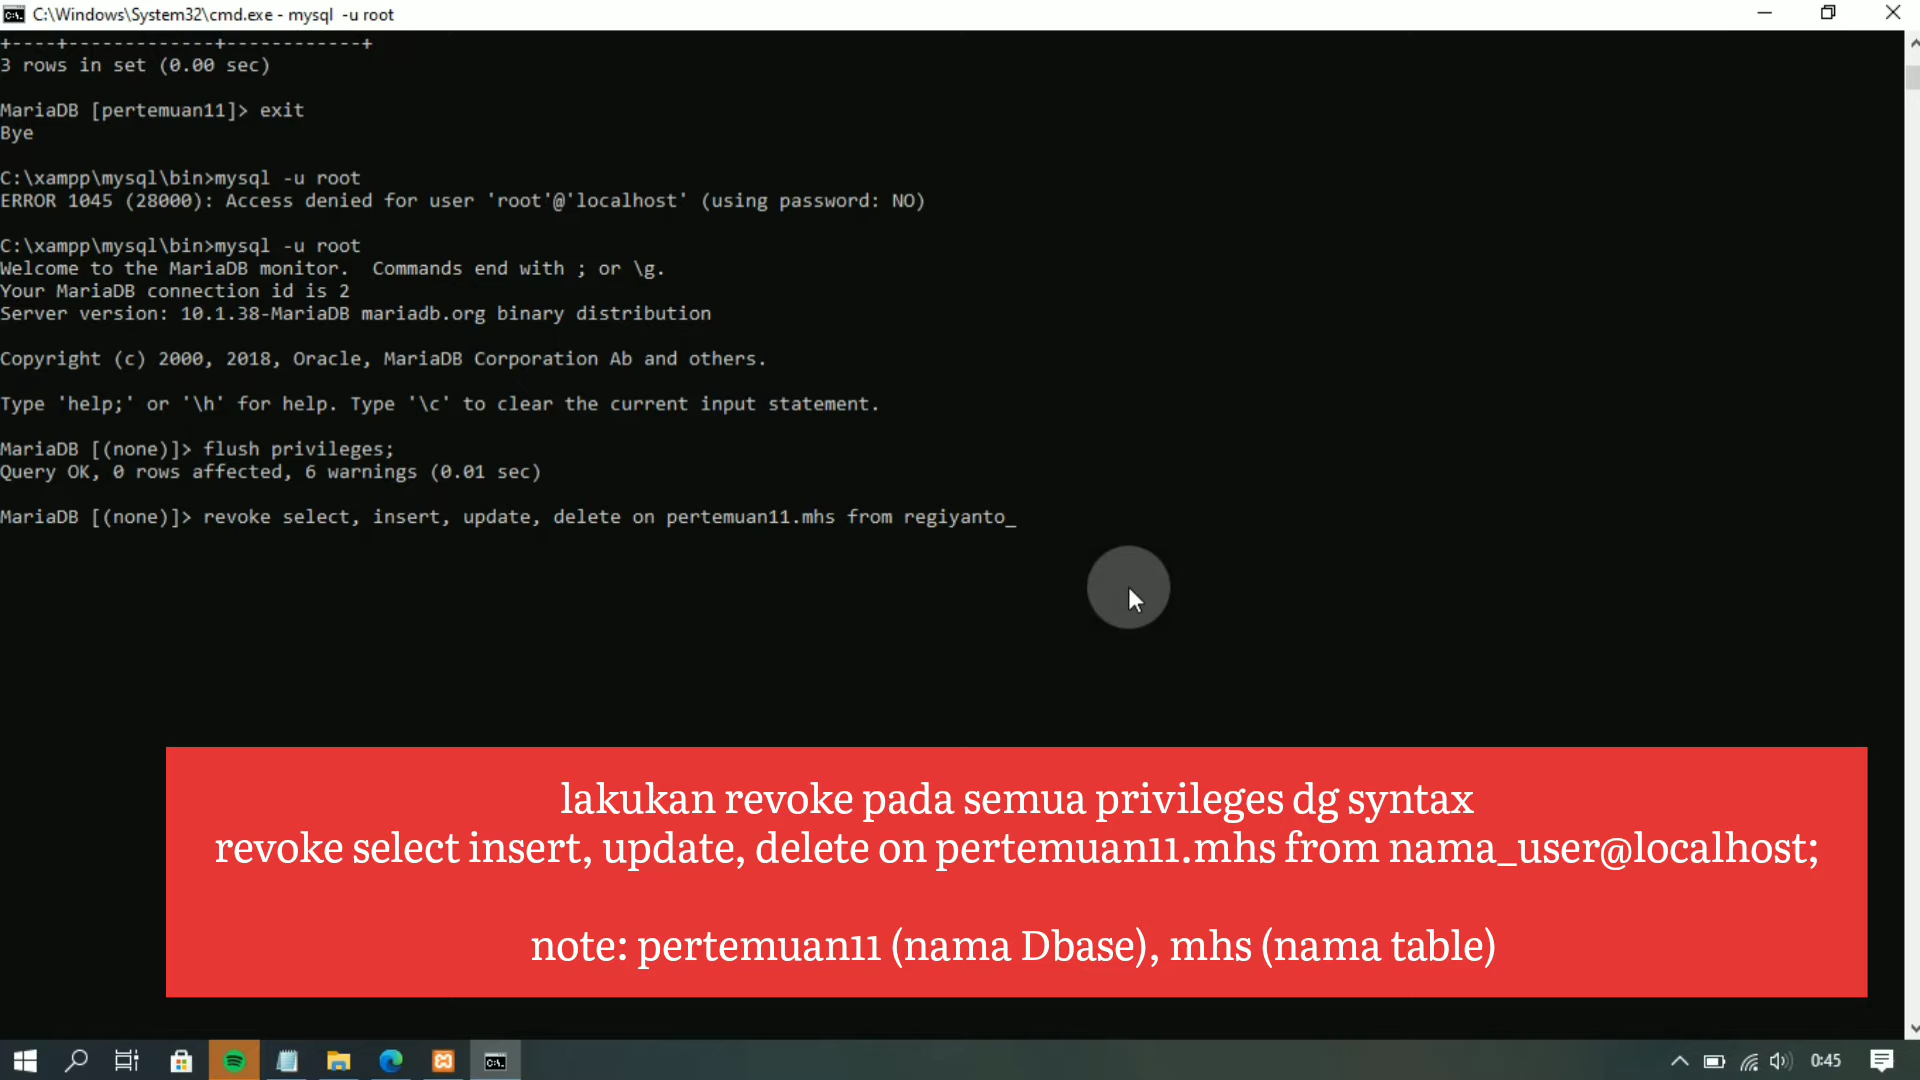 C:\Windows\System32\cmd.exe - mysql -u root
+----+-------------+------------+
3 rows in set (0.00 sec)
MariaDB [pertemuan11]> exit
Bye
C:\xampp\mysql\bin>mysql -u root
ERROR 1045 (28000): Access denied for user 'root'@'localhost' (using password: NO)
C:\xampp\mysql\bin>mysql -u root
Welcome to the MariaDB monitor.  Commands end with ; or \g.
Your MariaDB connection id is 2
Server version: 10.1.38-MariaDB mariadb.org binary distribution
Copyright (c) 2000, 2018, Oracle, MariaDB Corporation Ab and others.
Type 'help;' or '\h' for help. Type '\c' to clear the current input statement.
MariaDB [(none)]> flush privileges;
Query OK, 0 rows affected, 6 warnings (0.01 sec)
MariaDB [(none)]> revoke select, insert, update, delete on pertemuan11.mhs from regiyanto_
lakukan revoke pada semua privileges dg syntax
revoke select insert, update, delete on pertemuan11.mhs from nama_user@localhost;
note: pertemuan11 (nama Dbase), mhs (nama table)
0:45